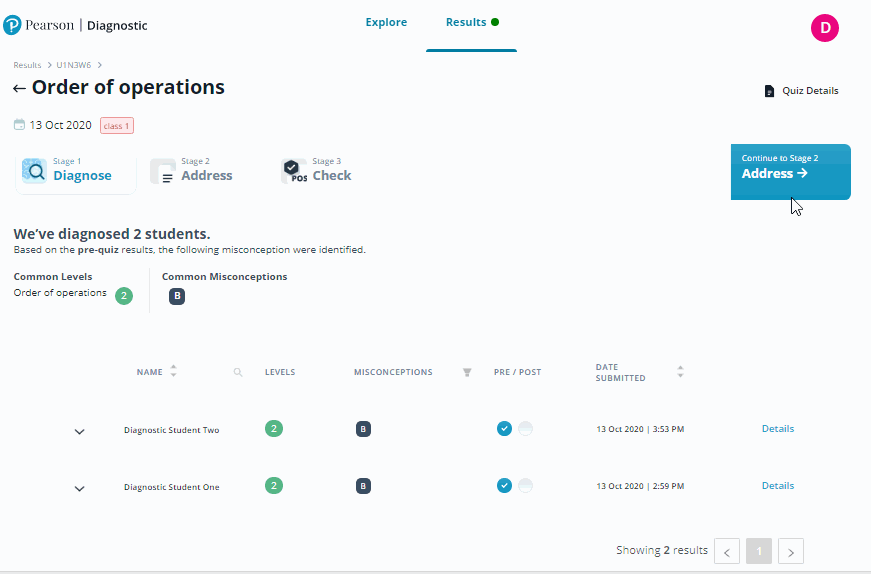 Pearson | Diagnostic
Explore
Results
D
Results > U1N3W6 >
← Order of operations
Quiz Details
13 Oct 2020 class 1
Stage 1
Diagnose
Stage 2
Address
POS
Stage 3
Check
Continue to Stage 2
Address →
We've diagnosed 2 students.
Based on the pre-quiz results, the following misconception were identified.
Common Levels
Order of operations 2
Common Misconceptions
B
NAME LEVELS MISCONCEPTIONS PRE / POST DATE SUBMITTED
Diagnostic Student Two 2 B 13 Oct 2020 | 3:53 PM Details
Diagnostic Student One 2 B 13 Oct 2020 | 2:59 PM Details
Showing 2 results < 1 >